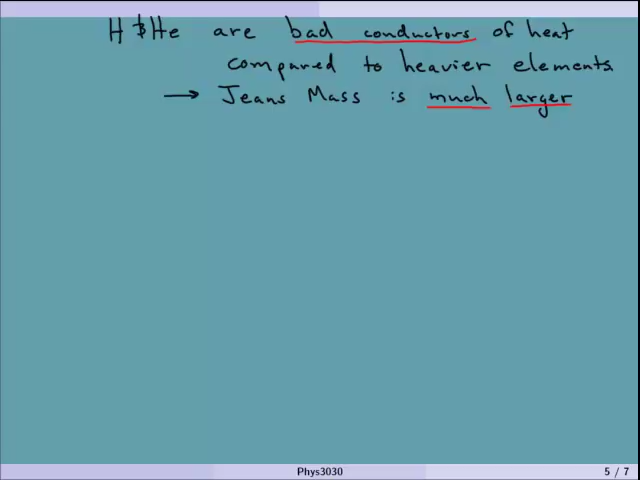 H & He are bad conductors of heat
compared to heavier elements
→ Jeans Mass is much larger
Phys3030
5 / 7